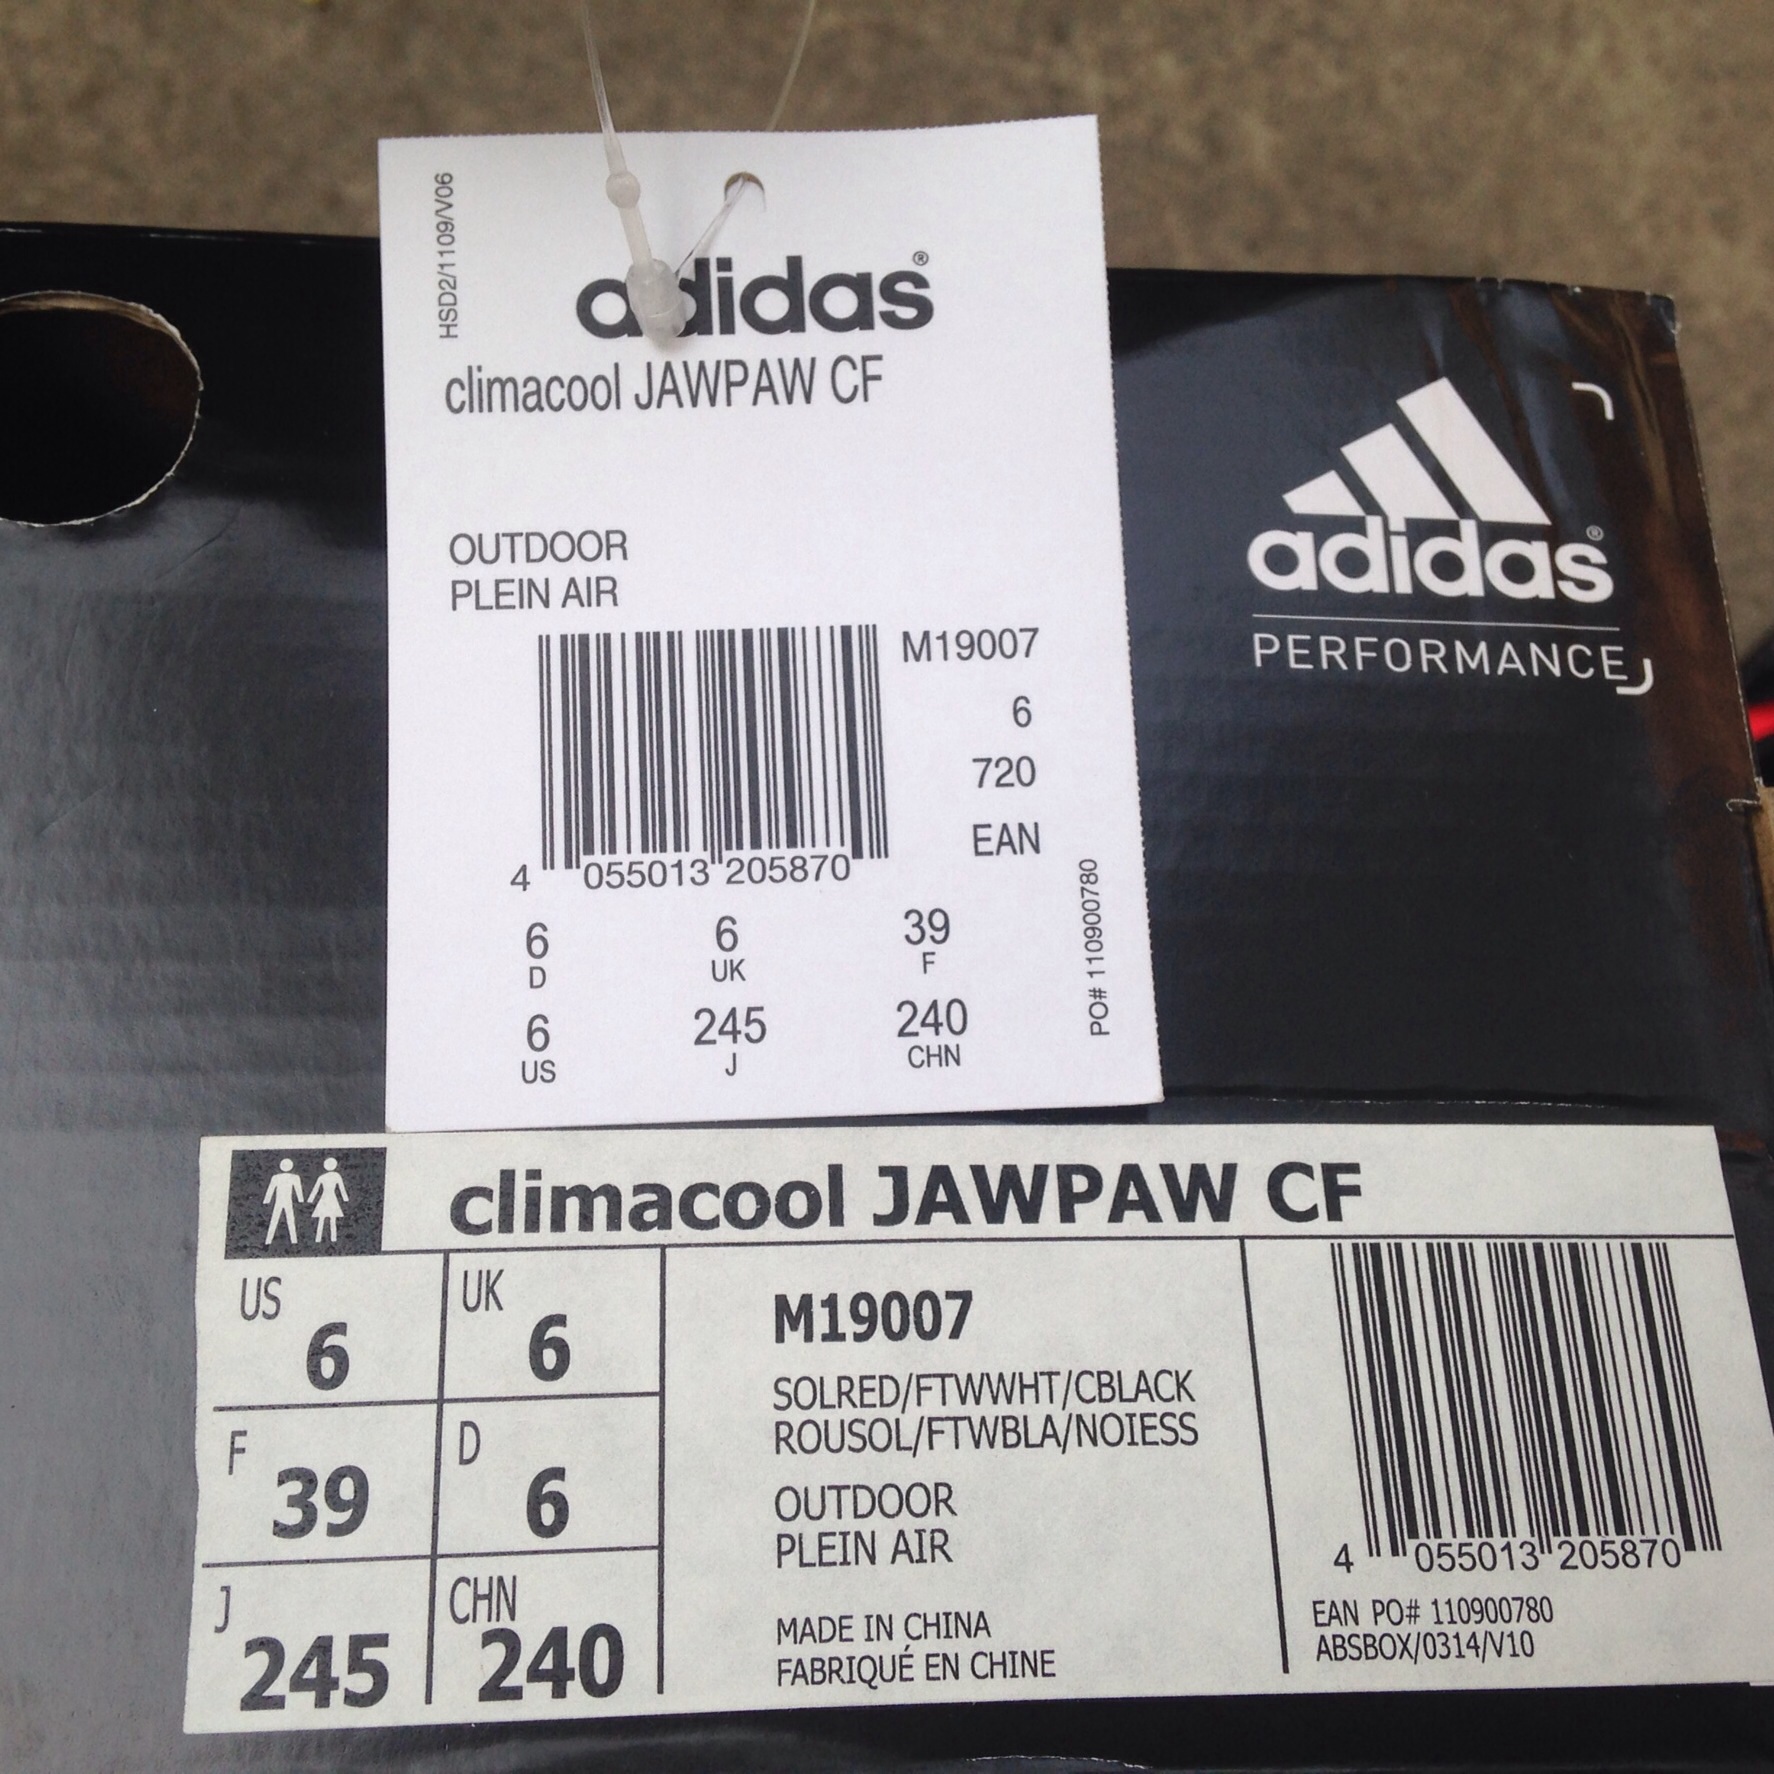 HSD2/1109/V06
adidas®
climacool JAWPAW CF
OUTDOOR
PLEIN AIR
M19007
6
720
EAN
4 055013 205870
6 6 39
D UK F
6 245 240
US J CHN
PO# 110900780
adidas®
PERFORMANCE
climacool JAWPAW CF
US 6 UK 6
F 39 D 6
J 245 CHN 240
M19007
SOLRED/FTWWHT/CBLACK
ROUSOL/FTWBLA/NOIESS
OUTDOOR
PLEIN AIR
MADE IN CHINA
FABRIQUÉ EN CHINE
4 055013 205870
EAN PO# 110900780
ABSBOX/0314/V10